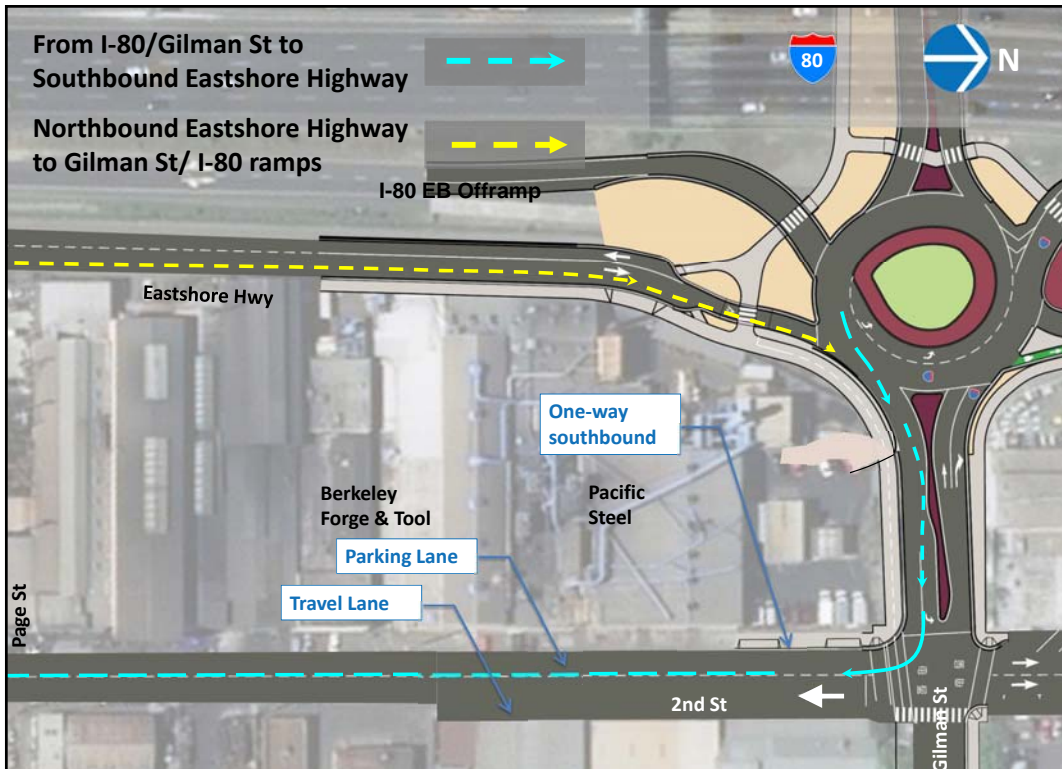 From I-80/Gilman St to
Southbound Eastshore Highway
Northbound Eastshore Highway
to Gilman St/ I-80 ramps
80
N
I-80 EB Offramp
Eastshore Hwy
One-way
southbound
Berkeley
Forge & Tool
Pacific
Steel
Parking Lane
Travel Lane
Page St
2nd St
Gilman St